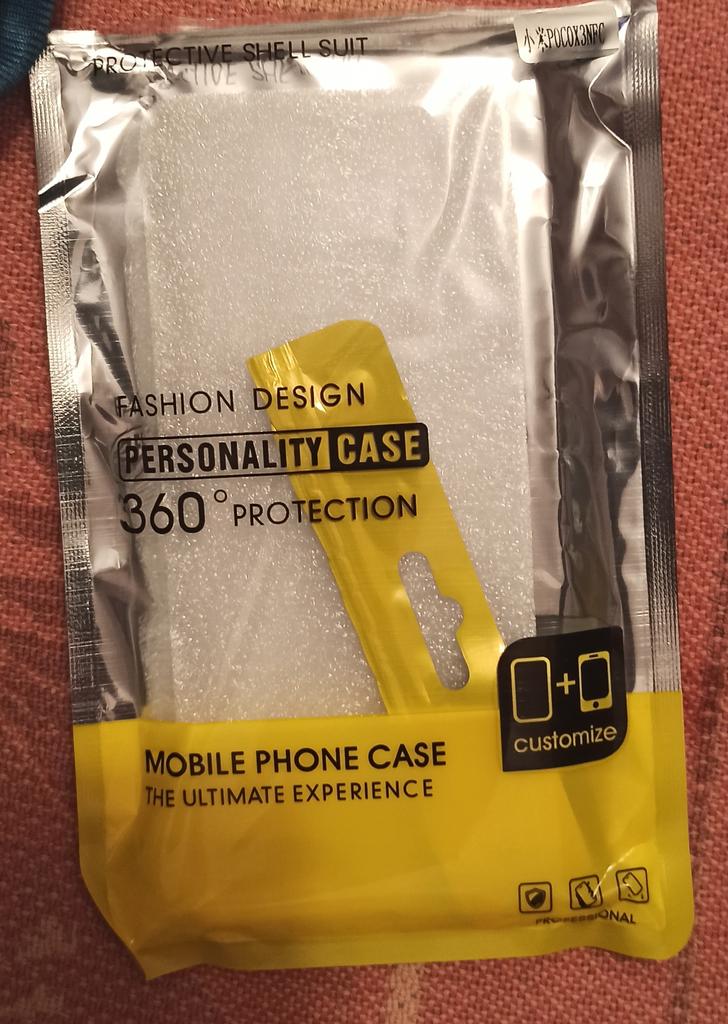 PROTECTIVE SHELL SUIT
小米POCOX3NFC
FASHION DESIGN
PERSONALITY CASE
360° PROTECTION
+
customize
MOBILE PHONE CASE
THE ULTIMATE EXPERIENCE
PROFESSIONAL